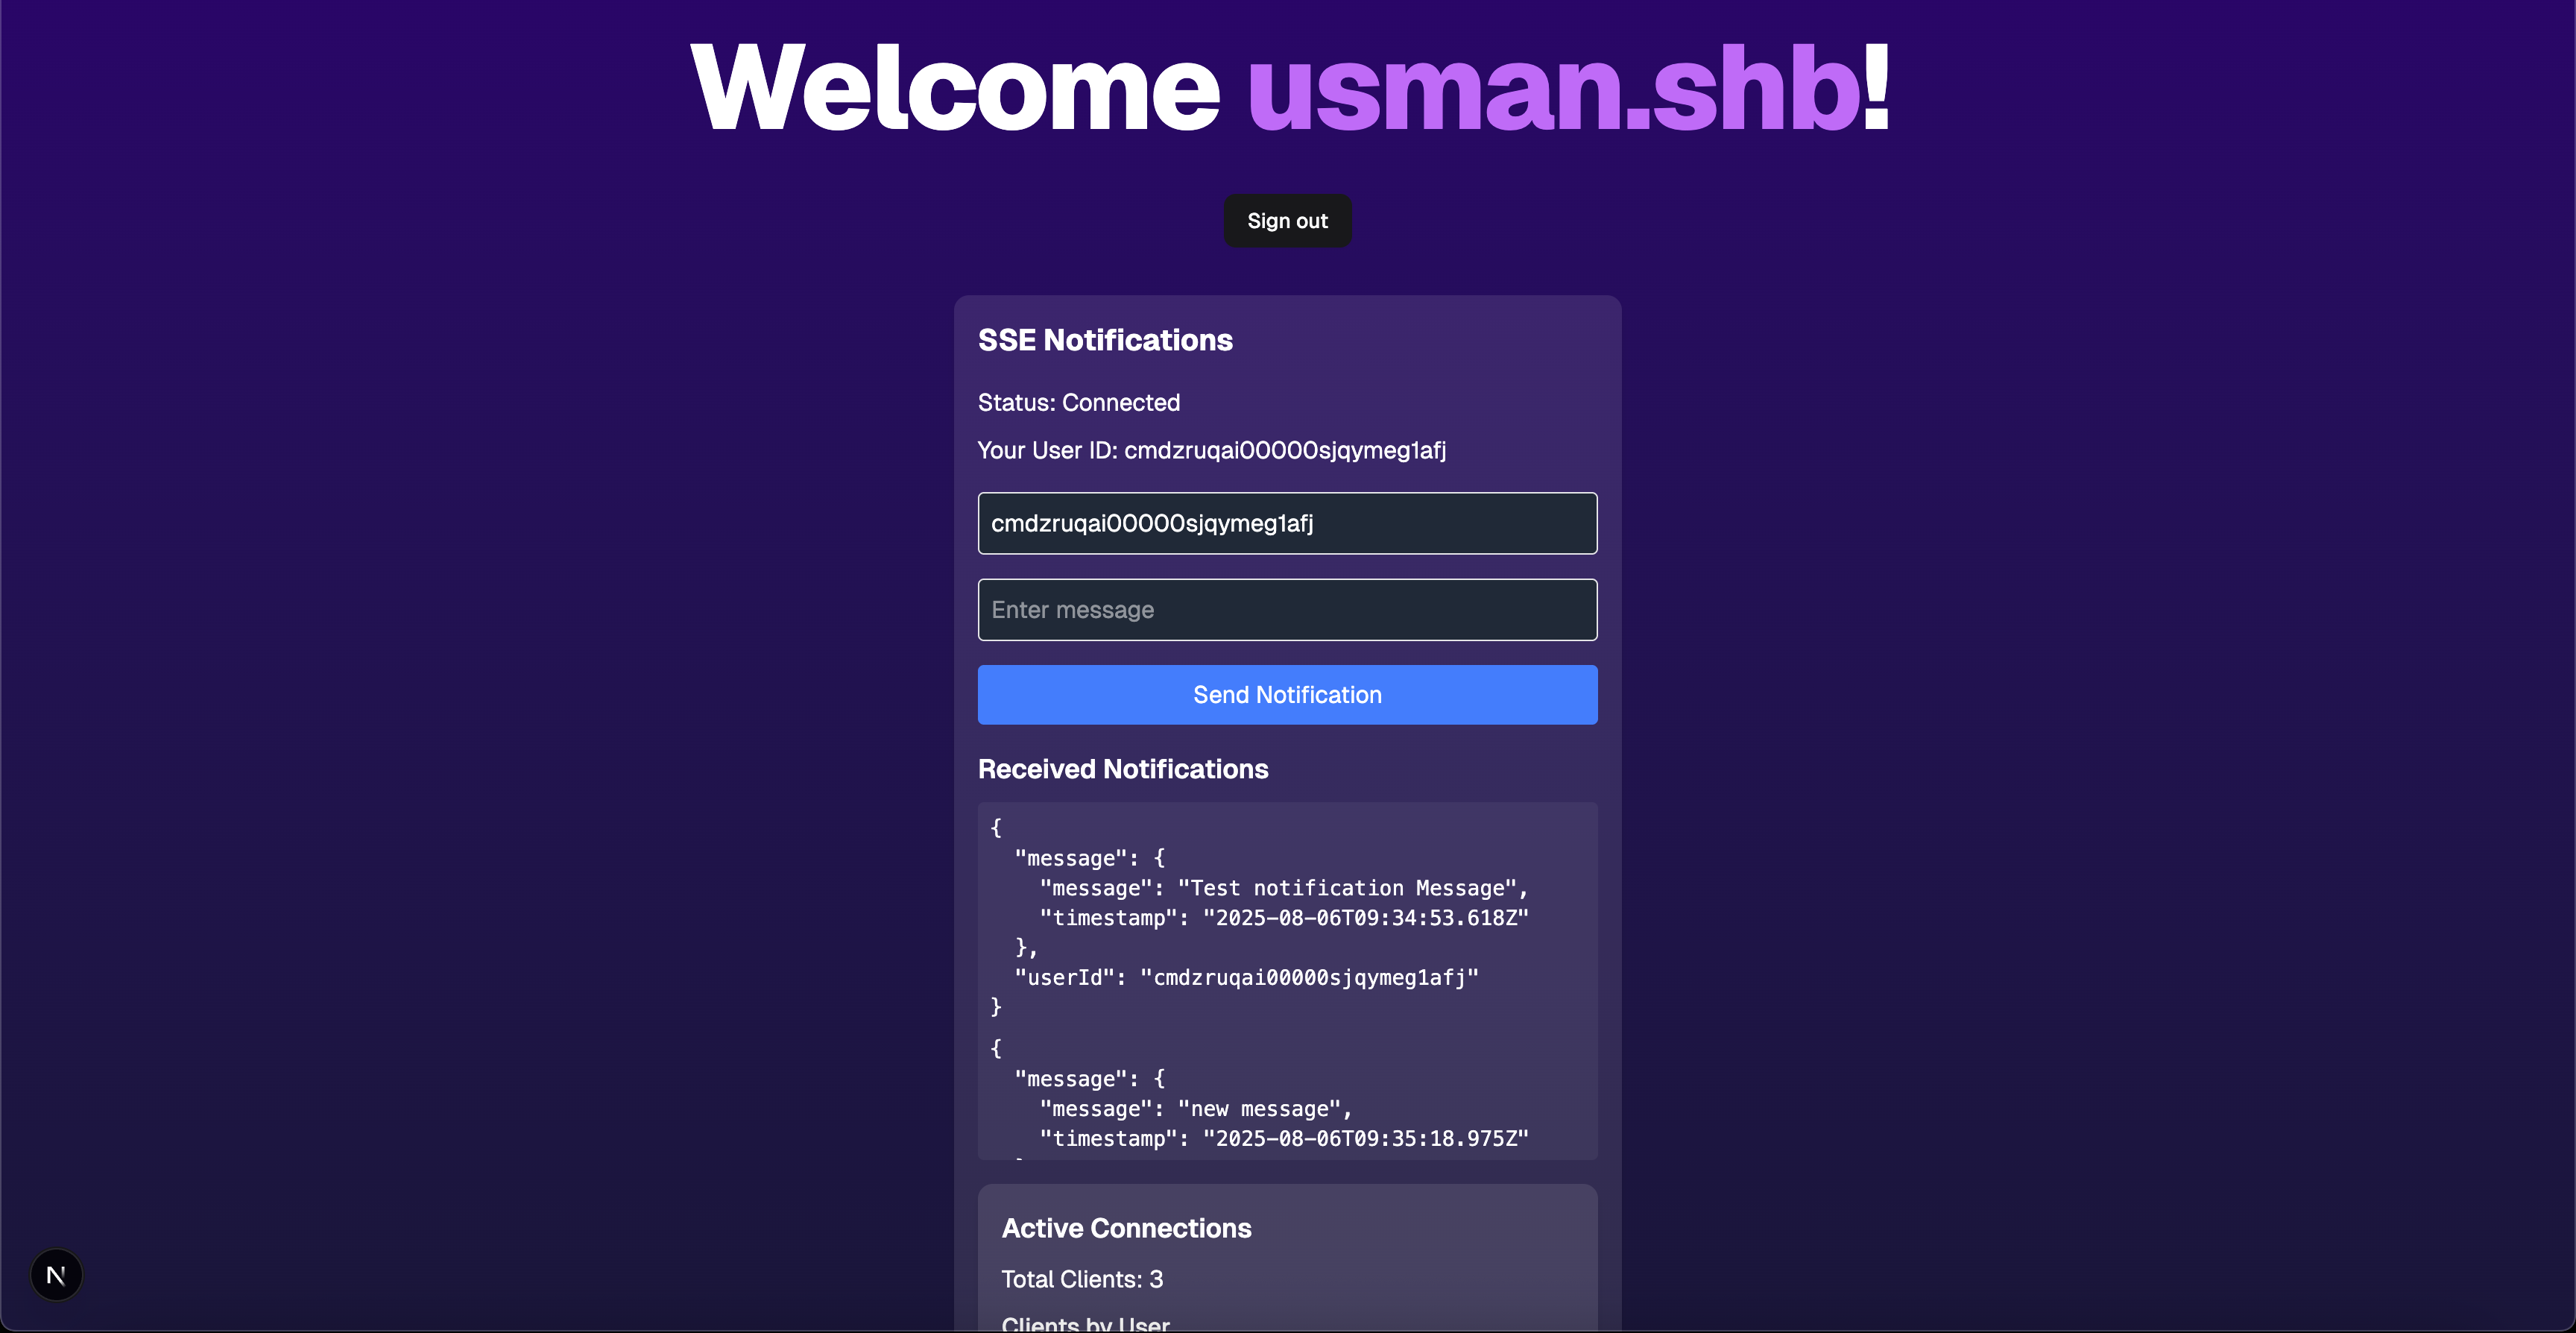 Welcome usman.shb!
Sign out
SSE Notifications
Status: Connected
Your User ID: cmdzruqai00000sjqymeg1afj
cmdzruqai00000sjqymeg1afj
Enter message
Send Notification
Received Notifications
{
  "message": {
    "message": "Test notification Message",
    "timestamp": "2025-08-06T09:34:53.618Z"
  },
  "userId": "cmdzruqai00000sjqymeg1afj"
}
{
  "message": {
    "message": "new message",
    "timestamp": "2025-08-06T09:35:18.975Z"
Active Connections
Total Clients: 3
Clients by User
N